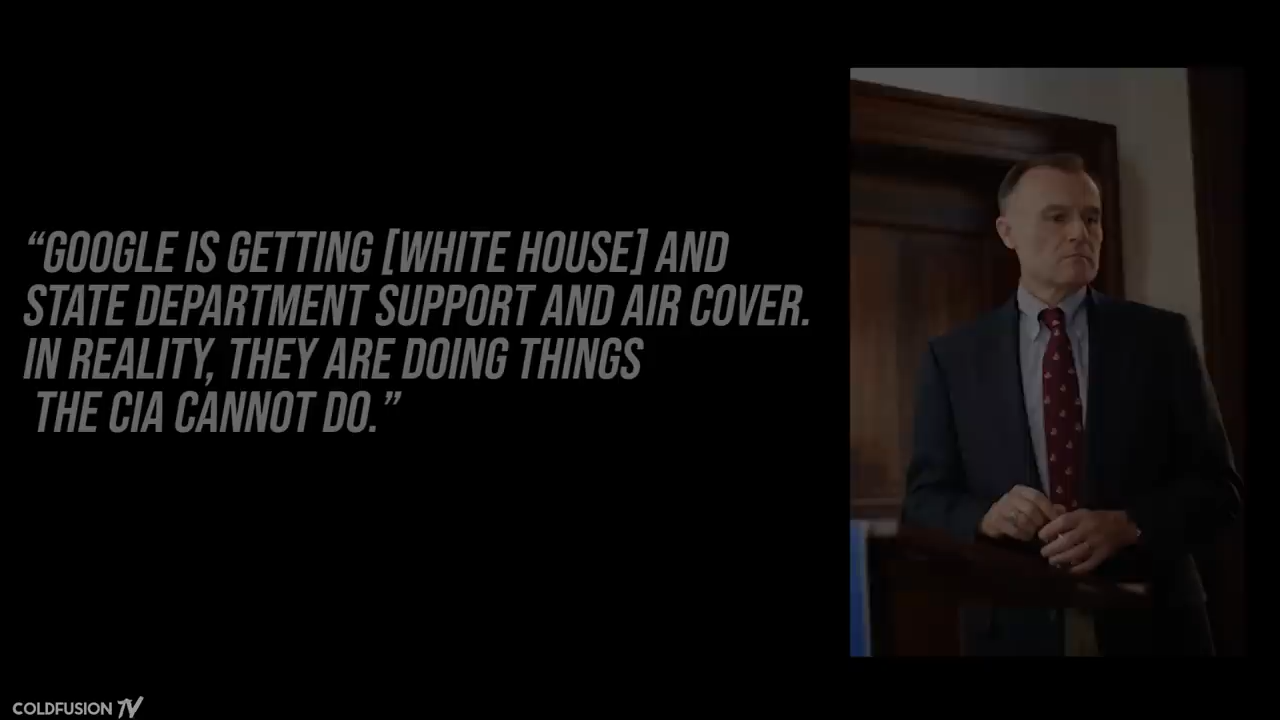 “GOOGLE IS GETTING [WHITE HOUSE] AND
STATE DEPARTMENT SUPPORT AND AIR COVER.
IN REALITY, THEY ARE DOING THINGS
THE CIA CANNOT DO.”
COLDFUSION TV